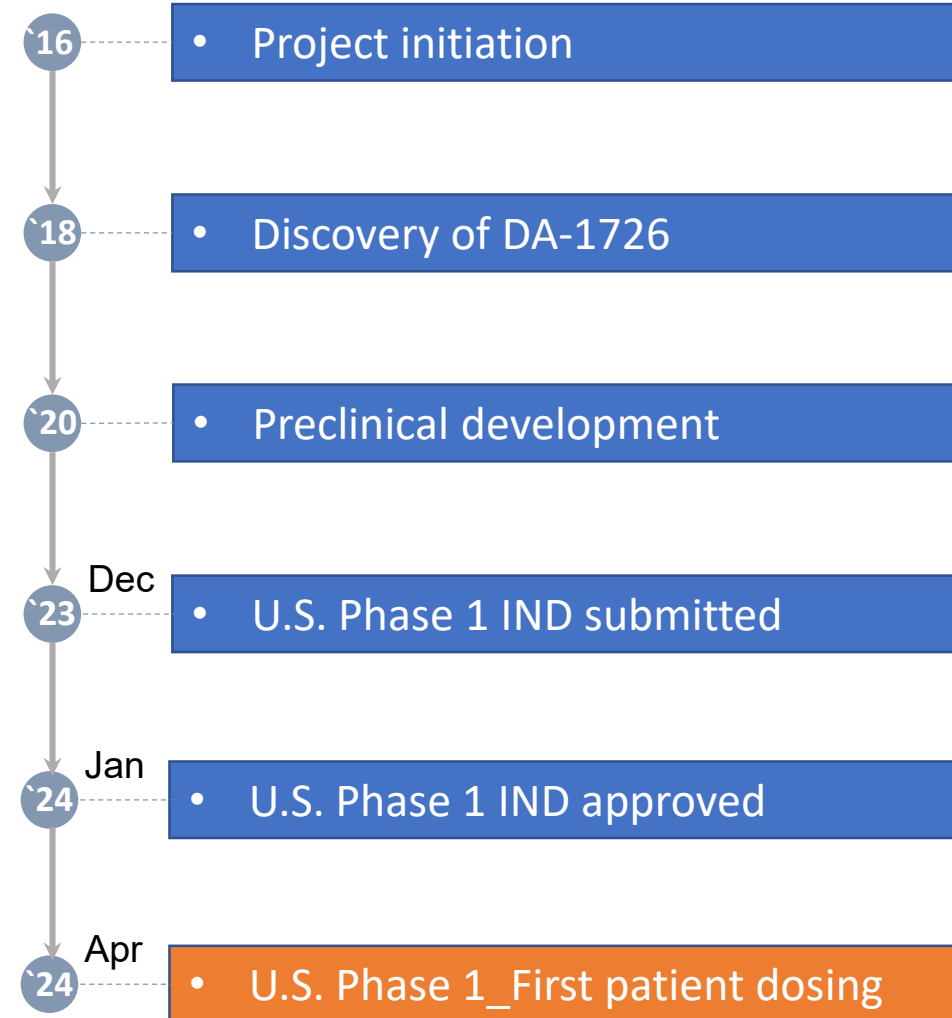 `16
• Project initiation
`18
• Discovery of DA-1726
`20
• Preclinical development
Dec
`23
• U.S. Phase 1 IND submitted
Jan
`24
• U.S. Phase 1 IND approved
Apr
`24
• U.S. Phase 1_First patient dosing